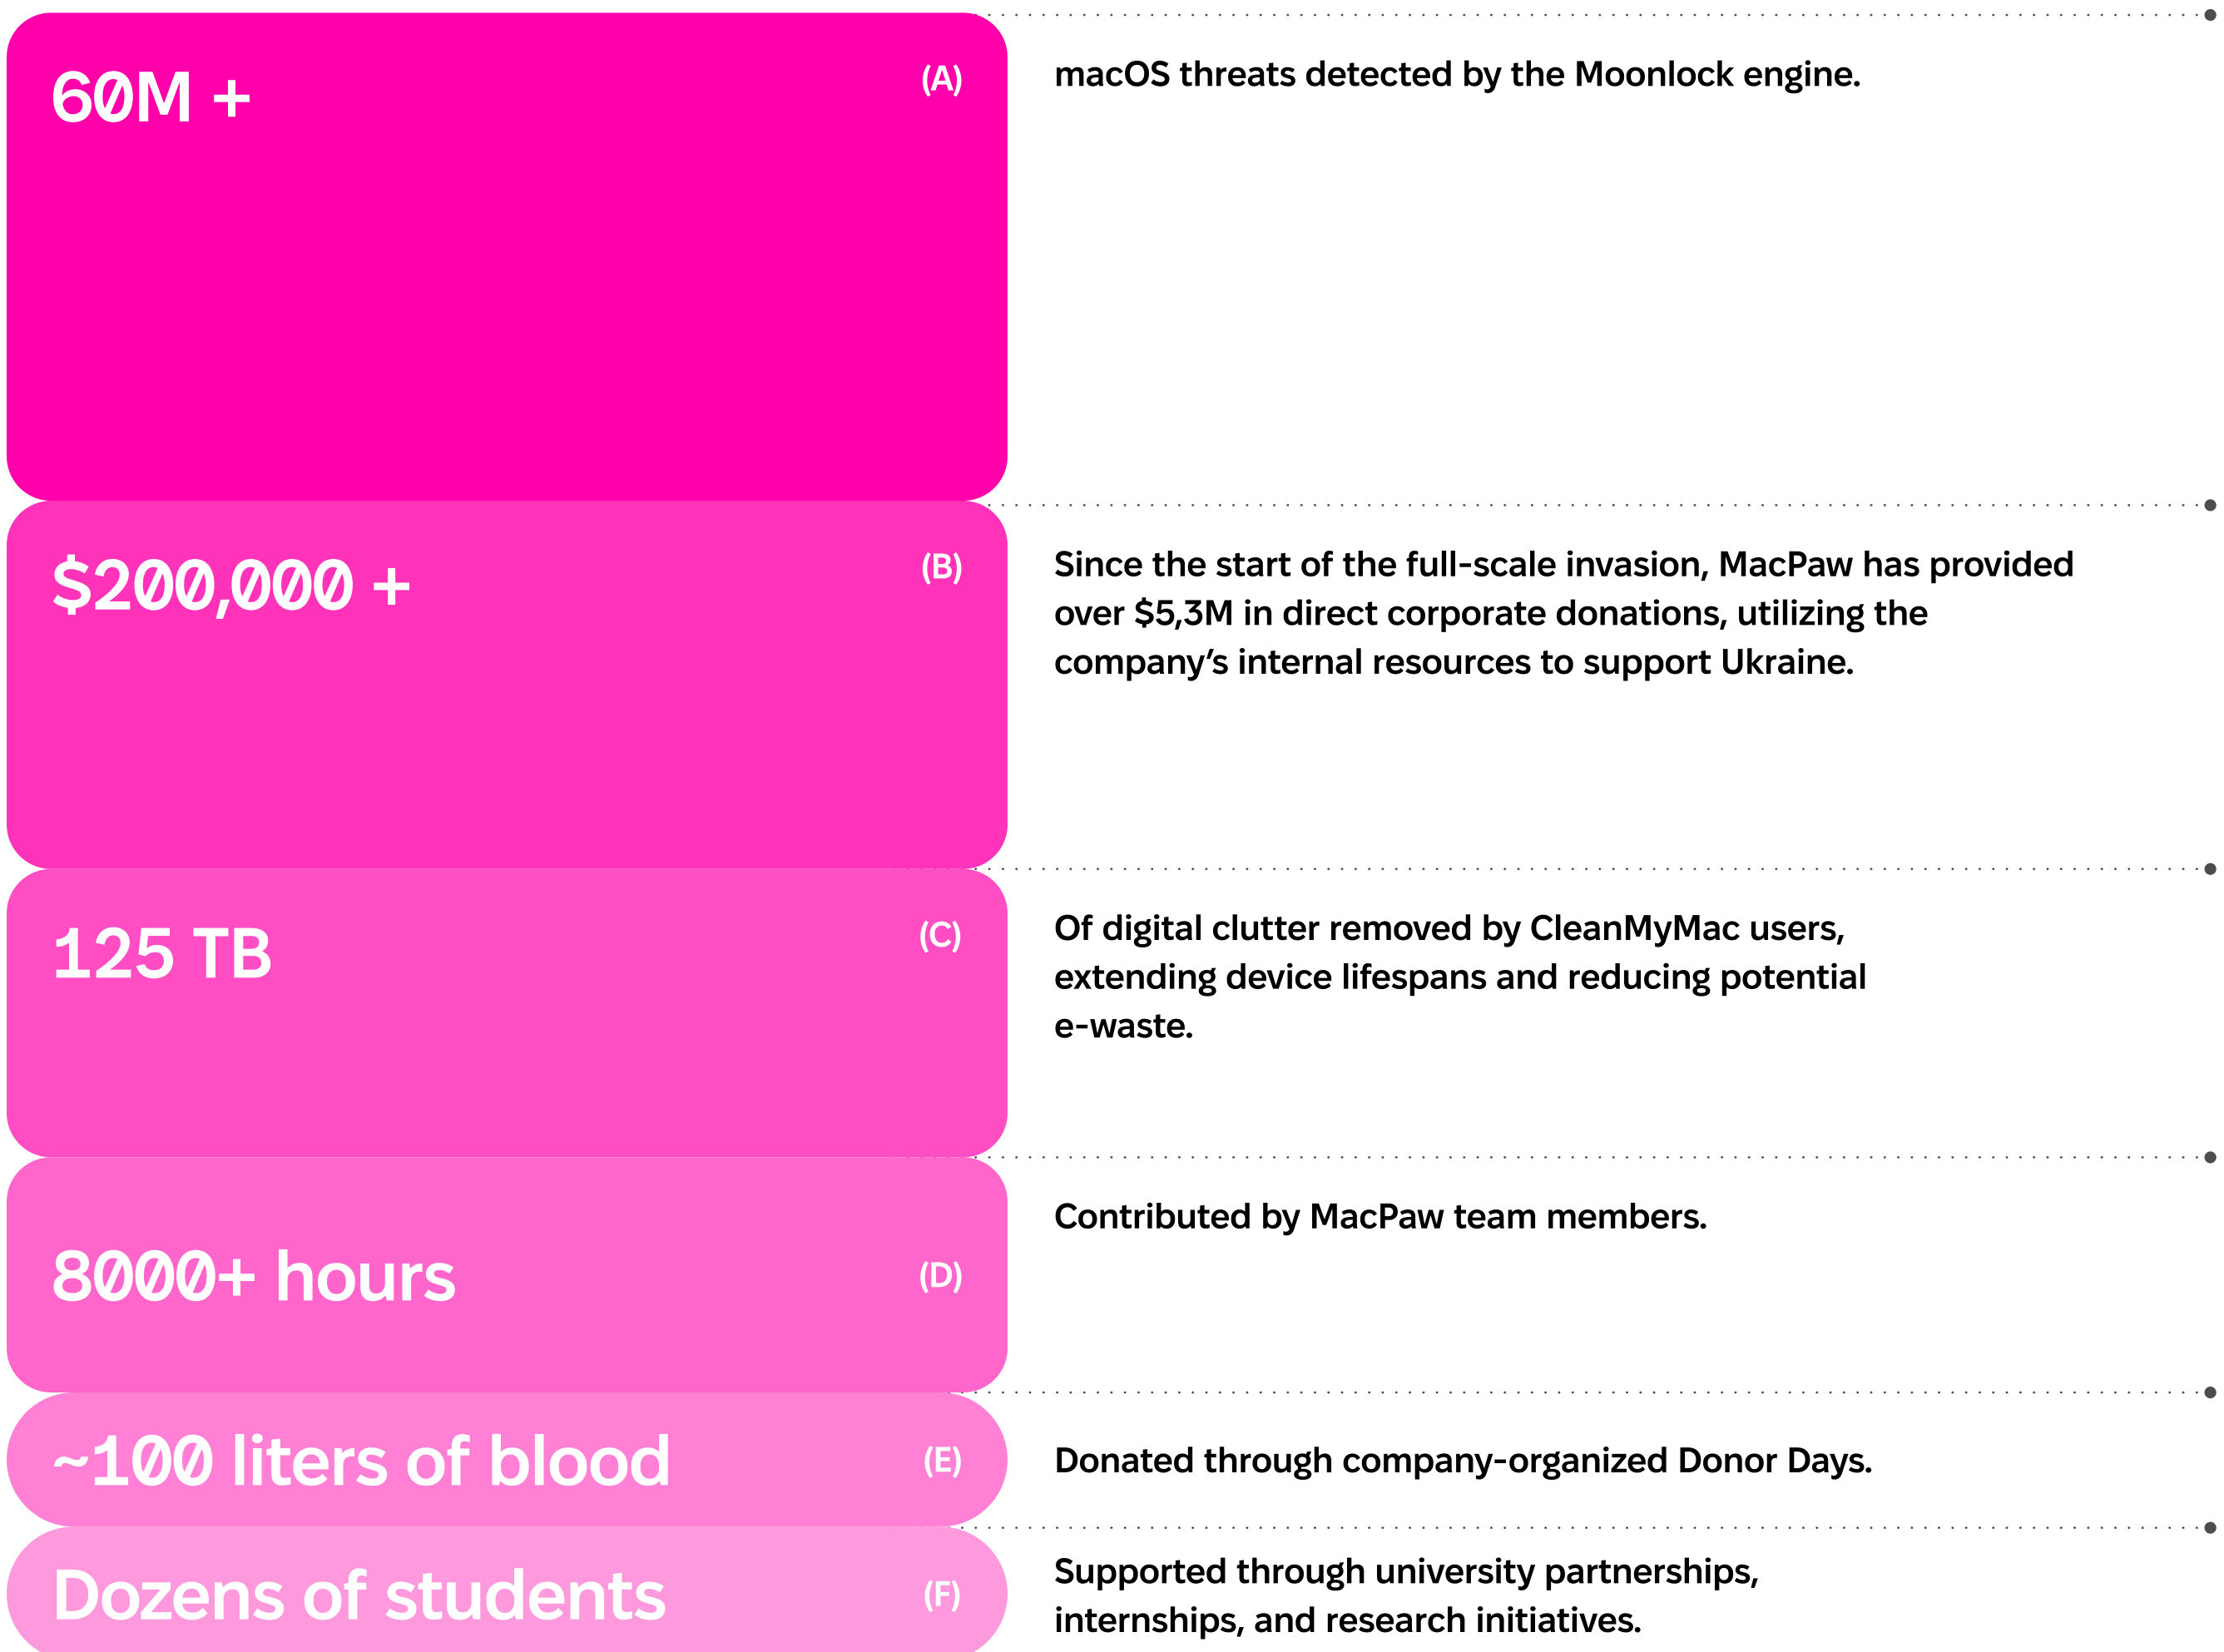 60M +
(A)
macOS threats detected by the Moonlock engine.
$200,000 +
(B)
Since the start of the full-scale invasion, MacPaw has provided
over $5,3M in direct corporate donations, utilizing the
company’s internal resources to support Ukraine.
125 TB
(C)
Of digital clutter removed by CleanMyMac users,
extending device lifespans and reducing potential
e-waste.
8000+ hours
(D)
Contributed by MacPaw team members.
~100 liters of blood
(E)
Donated through company-organized Donor Days.
Dozens of students
(F)
Supported through university partnerships,
internships, and research initiatives.